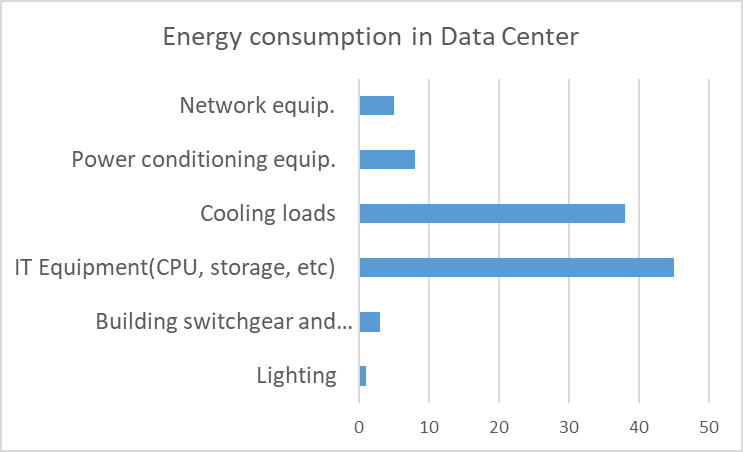 Energy consumption in Data Center
Network equip.
Power conditioning equip.
Cooling loads
IT Equipment(CPU, storage, etc)
Building switchgear and...
Lighting
0 10 20 30 40 50